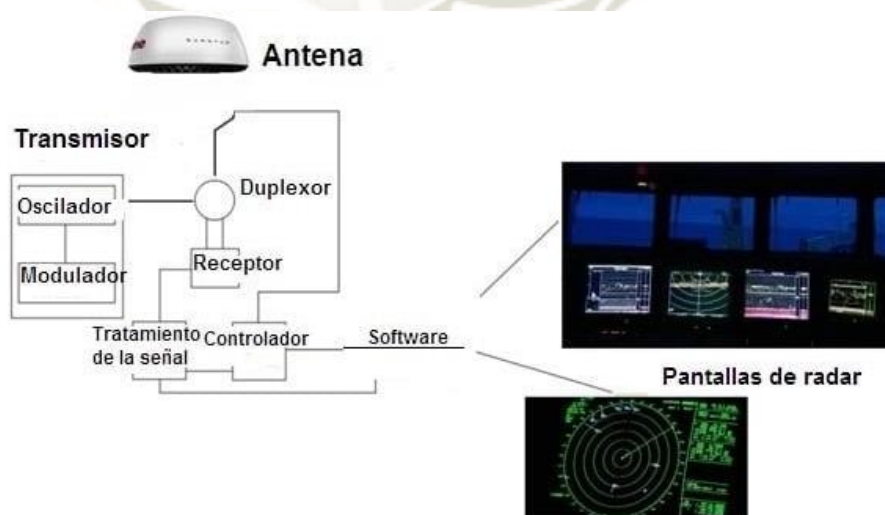 Antena
Transmisor
Duplexor
Oscilador
Receptor
Modulador
Tratamiento
de la señal
Controlador
Software
Pantallas de radar